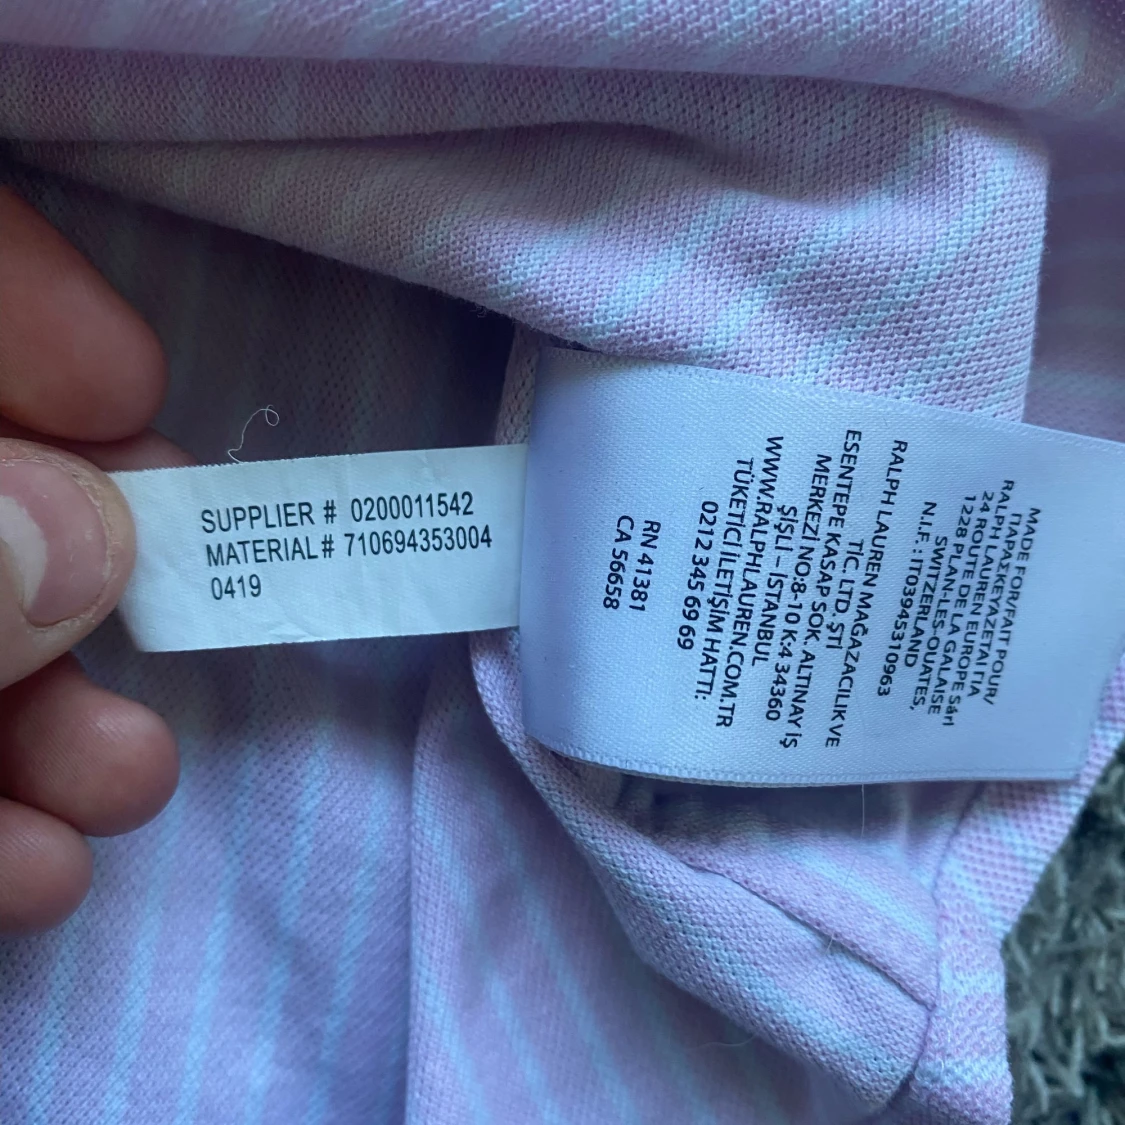 SUPPLIER # 0200011542
MATERIAL# 710694353004
0419
MADE FOR/FAIT POUR/
ΠΑΡΑΣΚΕΥΑΖΕΤΑΙ ΓΙΑ
RALPH LAUREN EUROPE Sárl
24 ROUTE DE LA GALAISE
1228 PLAN-LES-OUATES,
SWITZERLAND
N.I.F. : IT03945310963
RALPH LAUREN MAĞAZACILIK VE
TİC. LTD. ŞTİ
ESENTEPE KASAP SOK. ALTINAY İŞ
MERKEZİ NO:8-10 K:4 34360
ŞİŞLİ – İSTANBUL
WWW.RALPHLAUREN.COM.TR
TÜKETİCİ İLETİŞİM HATTI:
0212 345 69 69
RN 41381
CA 56658